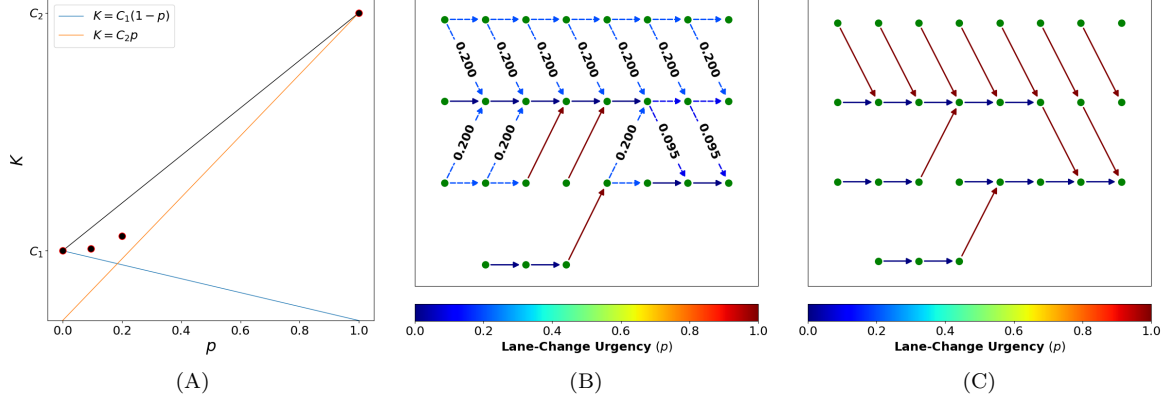 C₂
K = C₁(1 − p)
K = C₂p
K
C₁
0.0 0.2 0.4 0.6 0.8 1.0
p
(A)
0.200 0.200 0.200 0.200 0.200 0.200 0.200
0.200 0.200 0.200 0.095 0.095
0.0 0.2 0.4 0.6 0.8 1.0
Lane-Change Urgency (p)
(B)
0.0 0.2 0.4 0.6 0.8 1.0
Lane-Change Urgency (p)
(C)